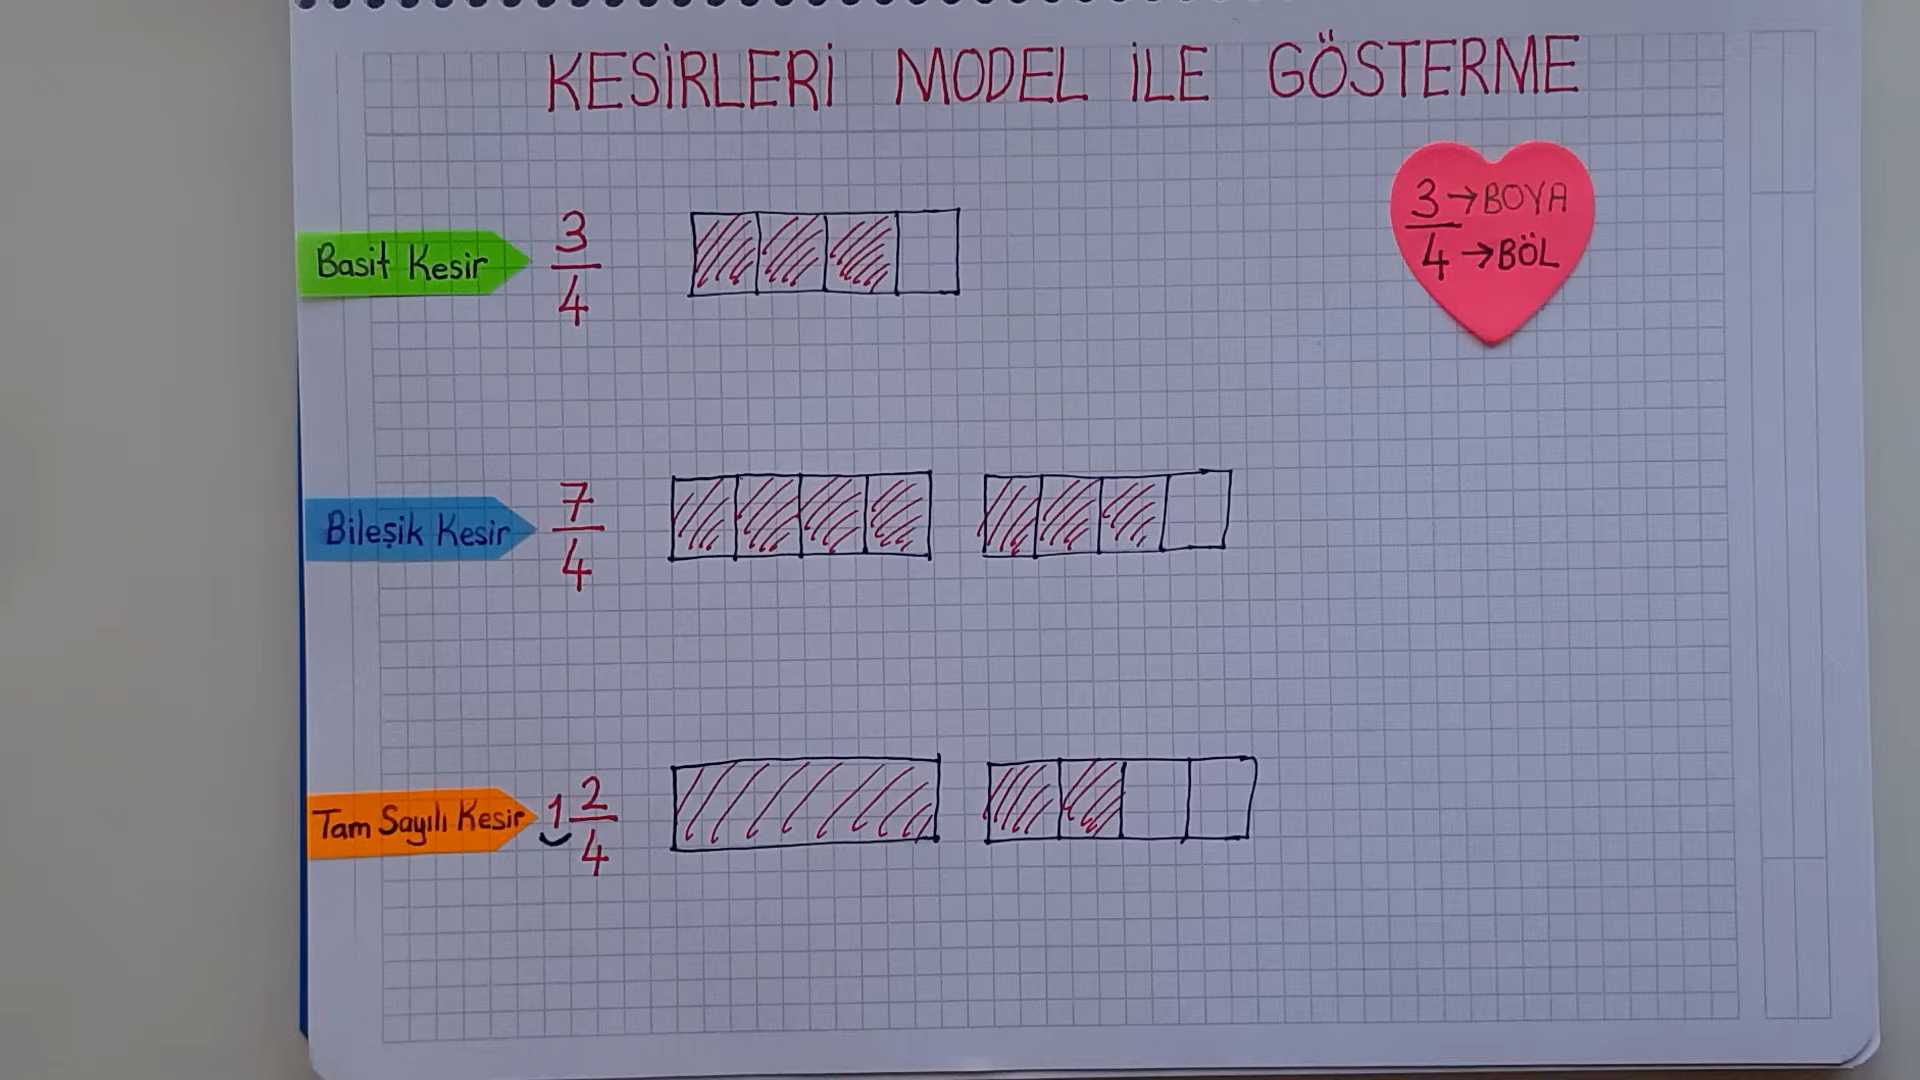 KESİRLERİ MODEL İLE GÖSTERME
3 → BOYA
4 → BÖL
Basit Kesir 3/4
Bileşik Kesir 7/4
Tam Sayılı Kesir 1 2/4